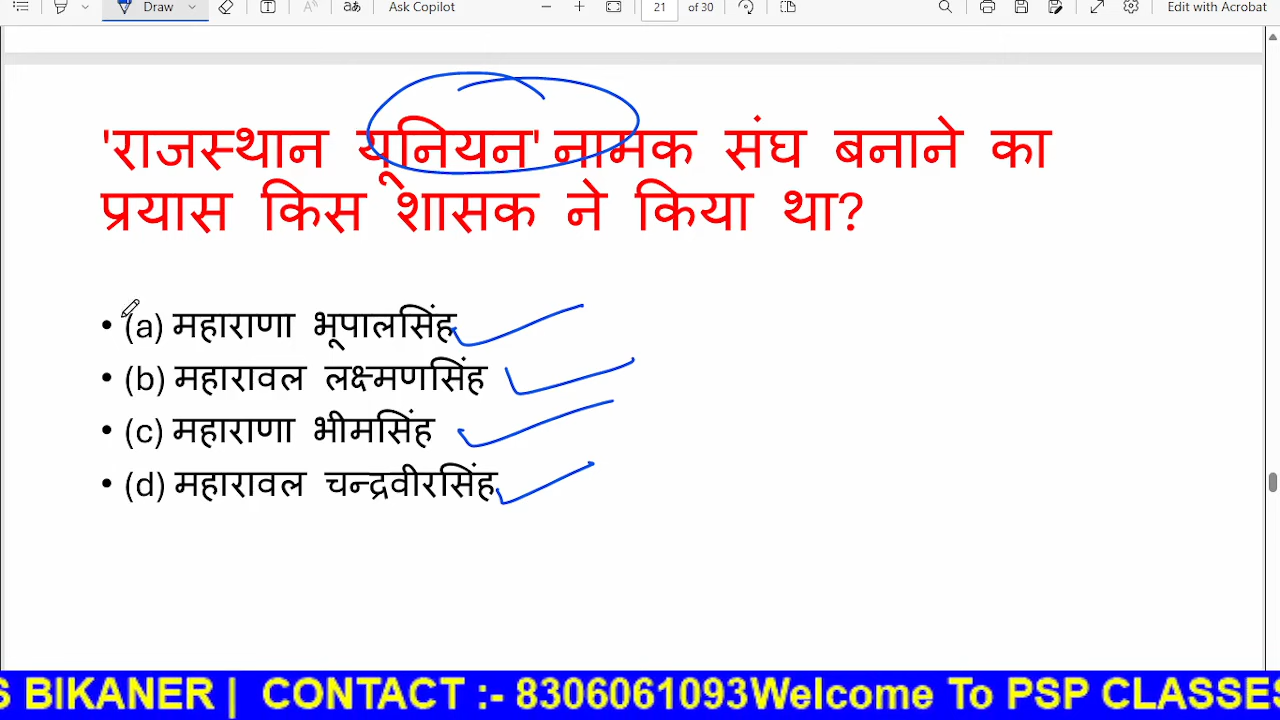 Draw
Ask Copilot
21 of 30
Edit with Acrobat
'राजस्थान यूनियन' नामक संघ बनाने का
प्रयास किस शासक ने किया था?
• (a) महाराणा भूपालसिंह
• (b) महारावल लक्ष्मणसिंह
• (c) महाराणा भीमसिंह
• (d) महारावल चन्द्रवीरसिंह
S BIKANER | CONTACT :- 8306061093Welcome To PSP CLASSES